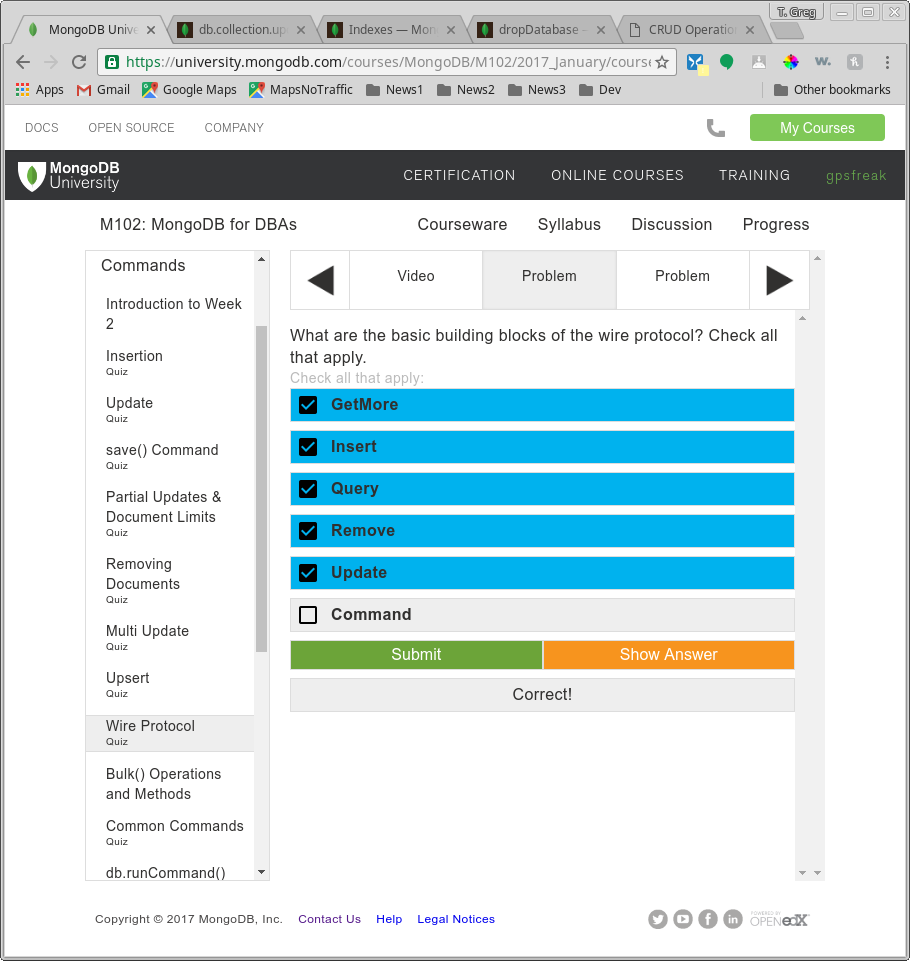 T. Greg
MongoDB Unive
db.collection.up
Indexes — Mon
dropDatabase –
CRUD Operatio
https://university.mongodb.com/courses/MongoDB/M102/2017_January/course
Apps
Gmail
Google Maps
MapsNoTraffic
News1
News2
News3
Dev
Other bookmarks
DOCS
OPEN SOURCE
COMPANY
My Courses
MongoDB
University
CERTIFICATION
ONLINE COURSES
TRAINING
gpsfreak
M102: MongoDB for DBAs
Courseware
Syllabus
Discussion
Progress
Commands
Introduction to Week
2
Insertion
Quiz
Update
Quiz
save() Command
Quiz
Partial Updates &
Document Limits
Quiz
Removing
Documents
Quiz
Multi Update
Quiz
Upsert
Quiz
Wire Protocol
Quiz
Bulk() Operations
and Methods
Common Commands
Quiz
db.runCommand()
Video
Problem
Problem
What are the basic building blocks of the wire protocol? Check all
that apply.
Check all that apply:
GetMore
Insert
Query
Remove
Update
Command
Submit
Show Answer
Correct!
Copyright © 2017 MongoDB, Inc.
Contact Us
Help
Legal Notices
POWERED BY
OPEN edX